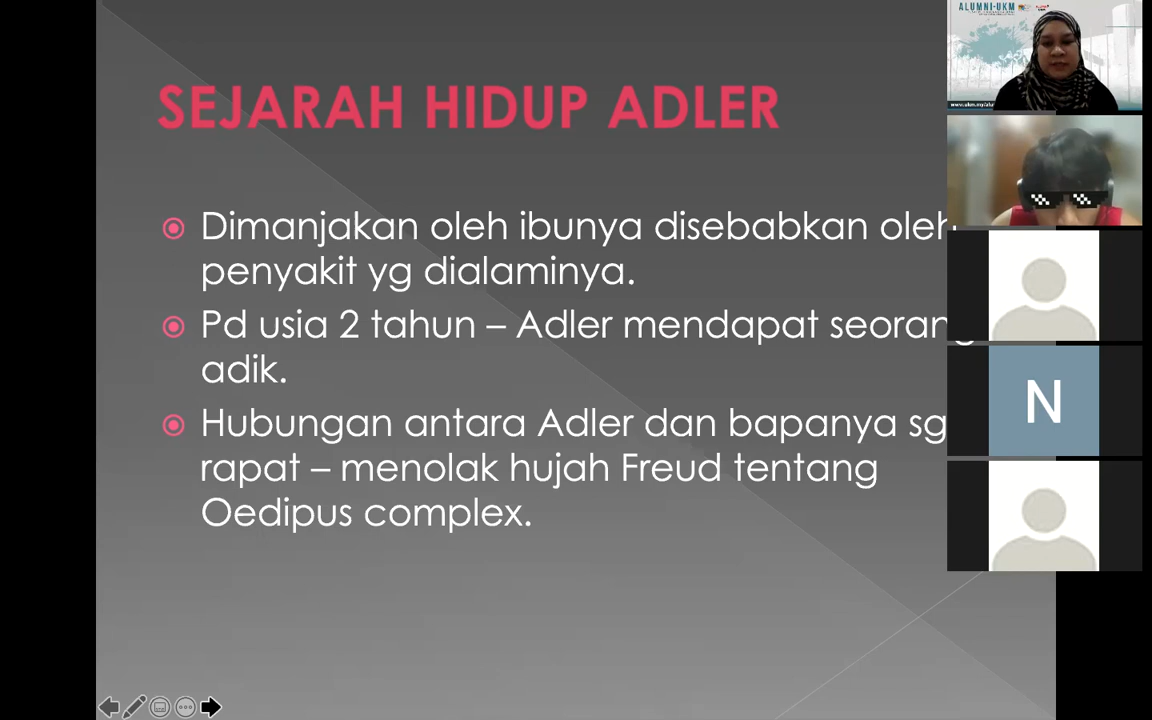 SEJARAH HIDUP ADLER
Dimanjakan oleh ibunya disebabkan oleh
penyakit yg dialaminya.
Pd usia 2 tahun – Adler mendapat seorang
adik.
Hubungan antara Adler dan bapanya sg
rapat – menolak hujah Freud tentang
Oedipus complex.
ALUMNI-UKM
N